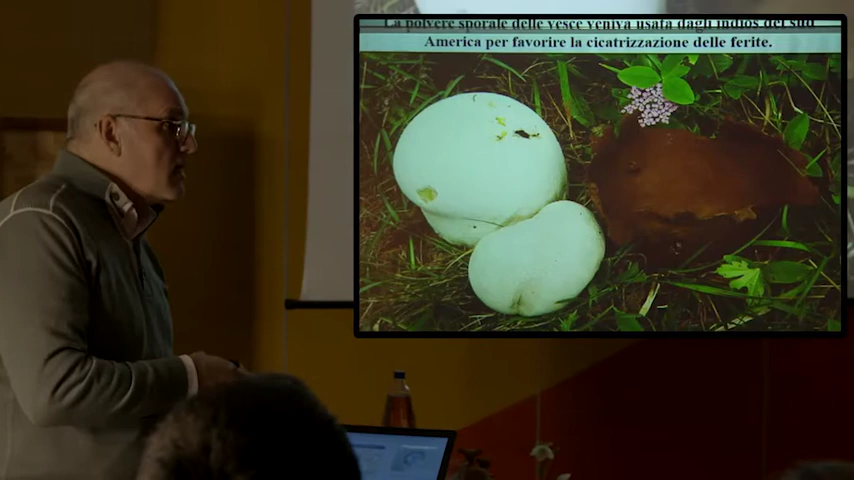 La polvere sporale delle vesce veniva usata dagli indios del sud
America per favorire la cicatrizzazione delle ferite.